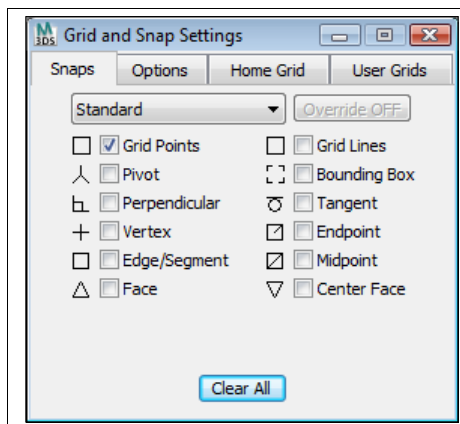 M
3DS Grid and Snap Settings
Snaps Options Home Grid User Grids
Standard Override OFF
Grid Points Grid Lines
Pivot Bounding Box
Perpendicular Tangent
Vertex Endpoint
Edge/Segment Midpoint
Face Center Face
Clear All